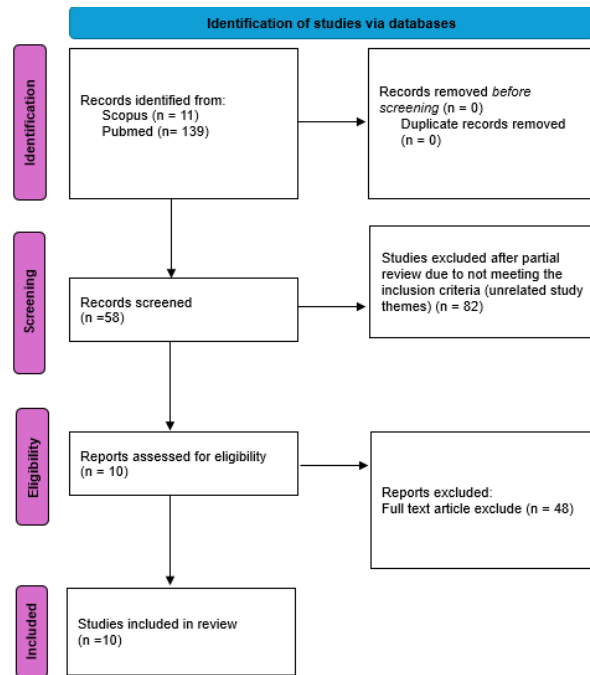 Identification of studies via databases
Identification
Records identified from:
Scopus (n = 11)
Pubmed (n= 139)
Records removed before
screening (n = 0)
Duplicate records removed
(n = 0)
Screening
Records screened
(n =58)
Studies excluded after partial
review due to not meeting the
inclusion criteria (unrelated study
themes) (n = 82)
Eligibility
Reports assessed for eligibility
(n = 10)
Reports excluded:
Full text article exclude (n = 48)
Included
Studies included in review
(n =10)